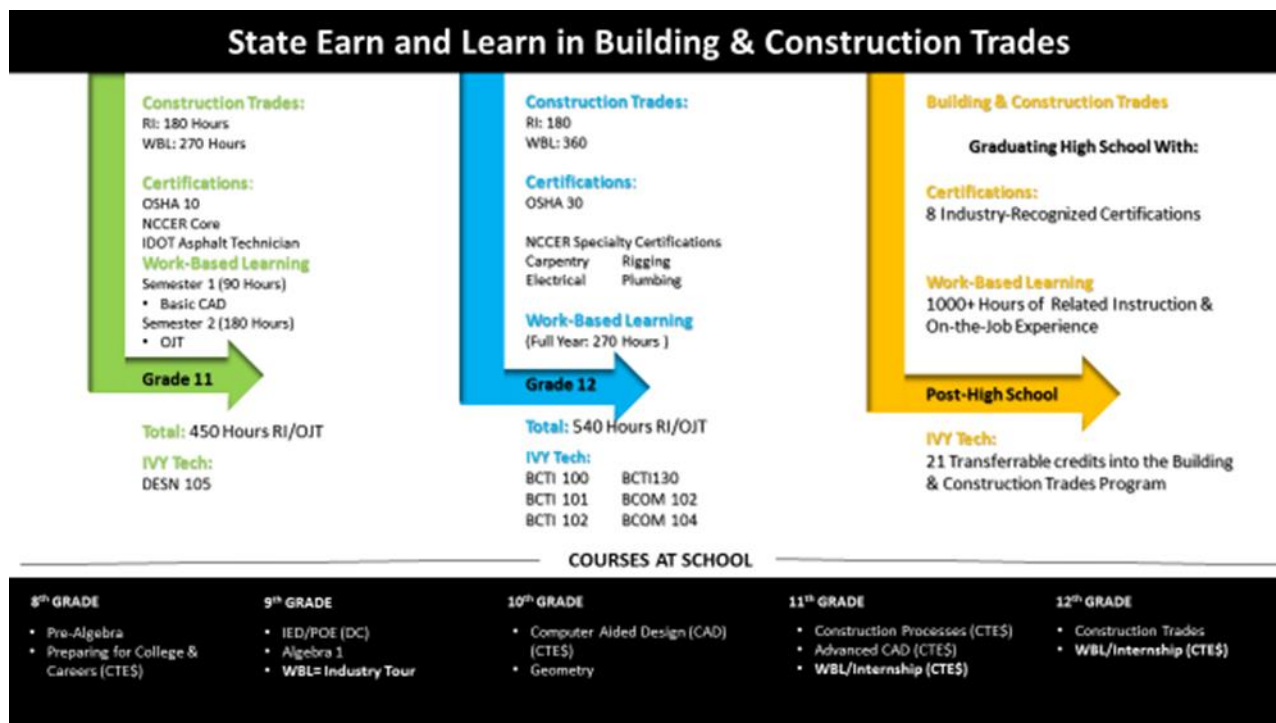 State Earn and Learn in Building & Construction Trades
Construction Trades:
RI: 180 Hours
WBL: 270 Hours
Certifications:
OSHA 10
NCCER Core
IDOT Asphalt Technician
Work-Based Learning
Semester 1 (90 Hours)
• Basic CAD
Semester 2 (180 Hours)
• OJT
Grade 11
Total: 450 Hours RI/OJT
IVY Tech:
DESN 105
Construction Trades:
RI: 180
WBL: 360
Certifications:
OSHA 30
NCCER Specialty Certifications
Carpentry Rigging
Electrical Plumbing
Work-Based Learning
(Full Year: 270 Hours )
Grade 12
Total: 540 Hours RI/OJT
IVY Tech:
BCTI 100 BCTI130
BCTI 101 BCOM 102
BCTI 102 BCOM 104
Building & Construction Trades
Graduating High School With:
Certifications:
8 Industry-Recognized Certifications
Work-Based Learning
1000+ Hours of Related Instruction &
On-the-Job Experience
Post-High School
IVY Tech:
21 Transferrable credits into the Building
& Construction Trades Program
COURSES AT SCHOOL
8th GRADE
• Pre-Algebra
• Preparing for College &
Careers (CTE$)
9th GRADE
• IED/POE (DC)
• Algebra 1
• WBL= Industry Tour
10th GRADE
• Computer Aided Design (CAD)
(CTE$)
• Geometry
11th GRADE
• Construction Processes (CTE$)
• Advanced CAD (CTE$)
• WBL/Internship (CTE$)
12th GRADE
• Construction Trades
• WBL/Internship (CTE$)